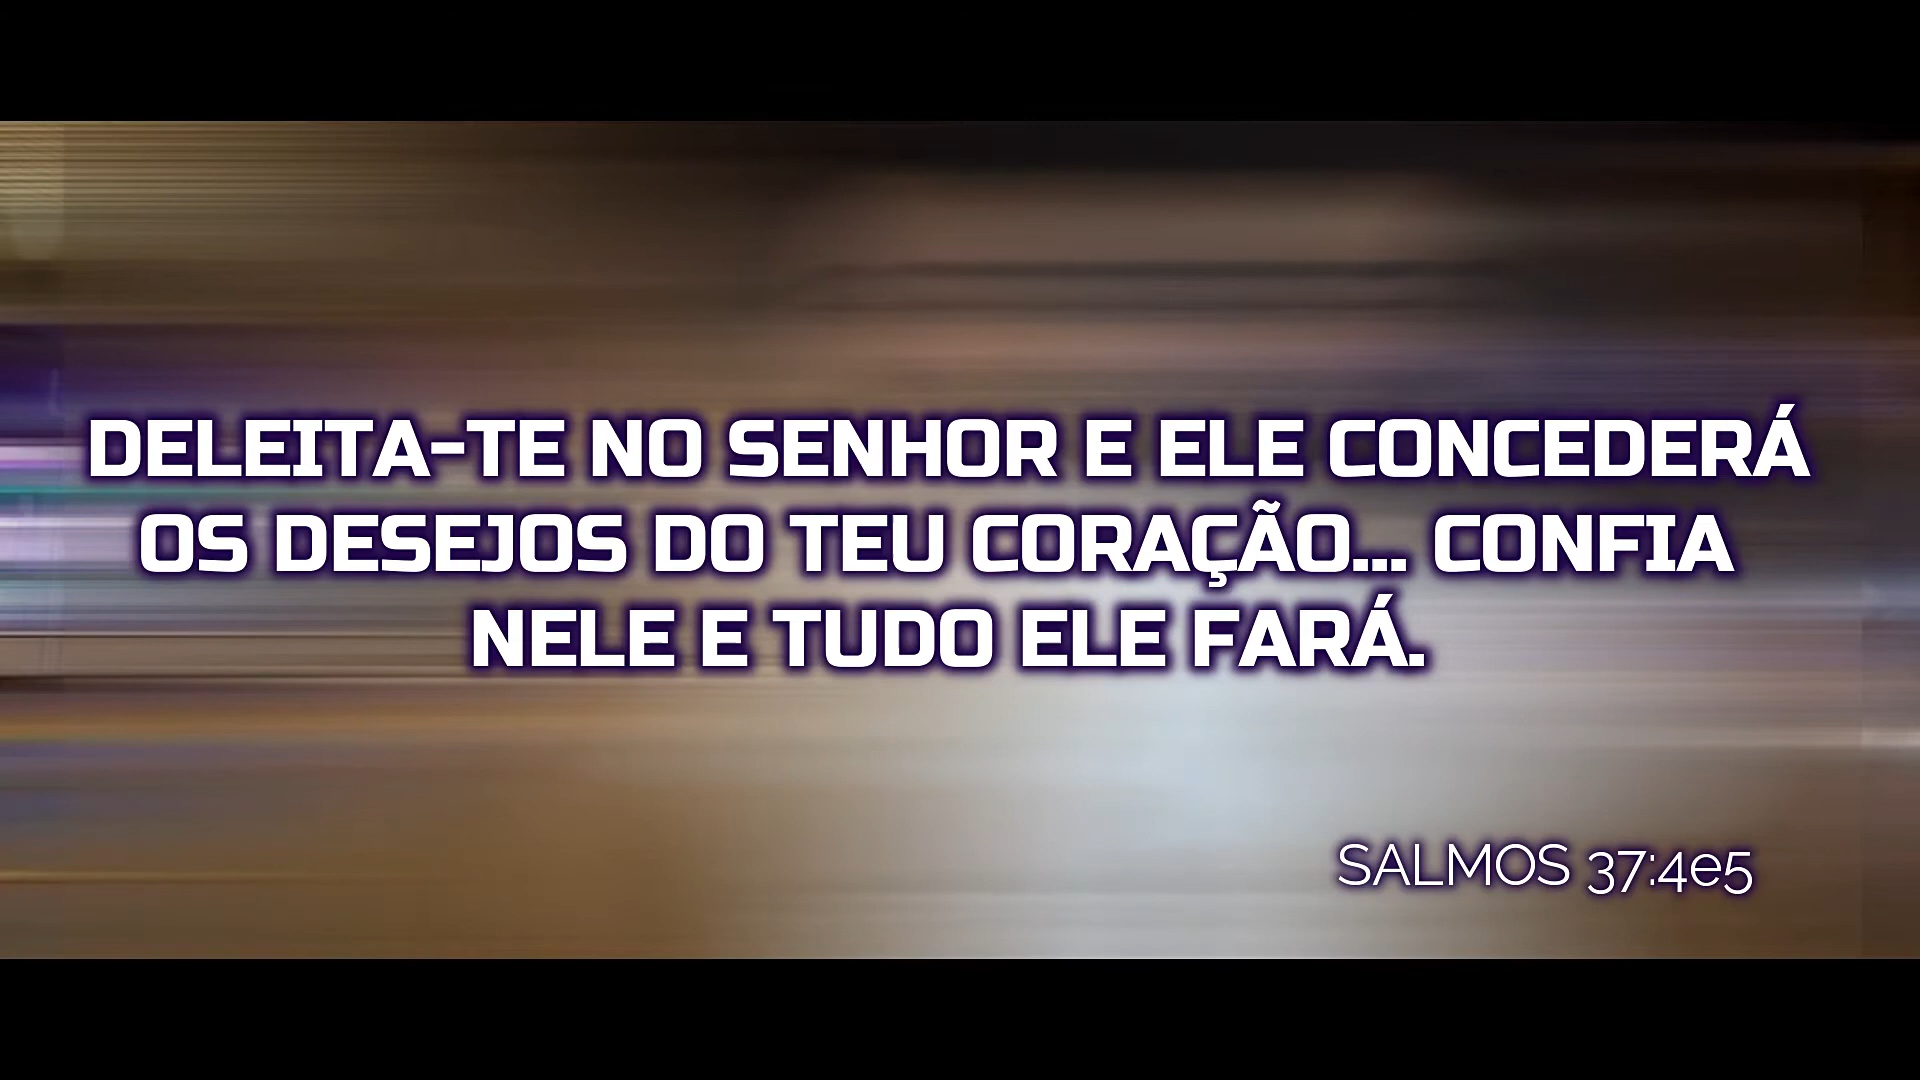 DELEITA-TE NO SENHOR E ELE CONCEDERÁ
OS DESEJOS DO TEU CORAÇÃO... CONFIA
NELE E TUDO ELE FARÁ.
SALMOS 37:4e5